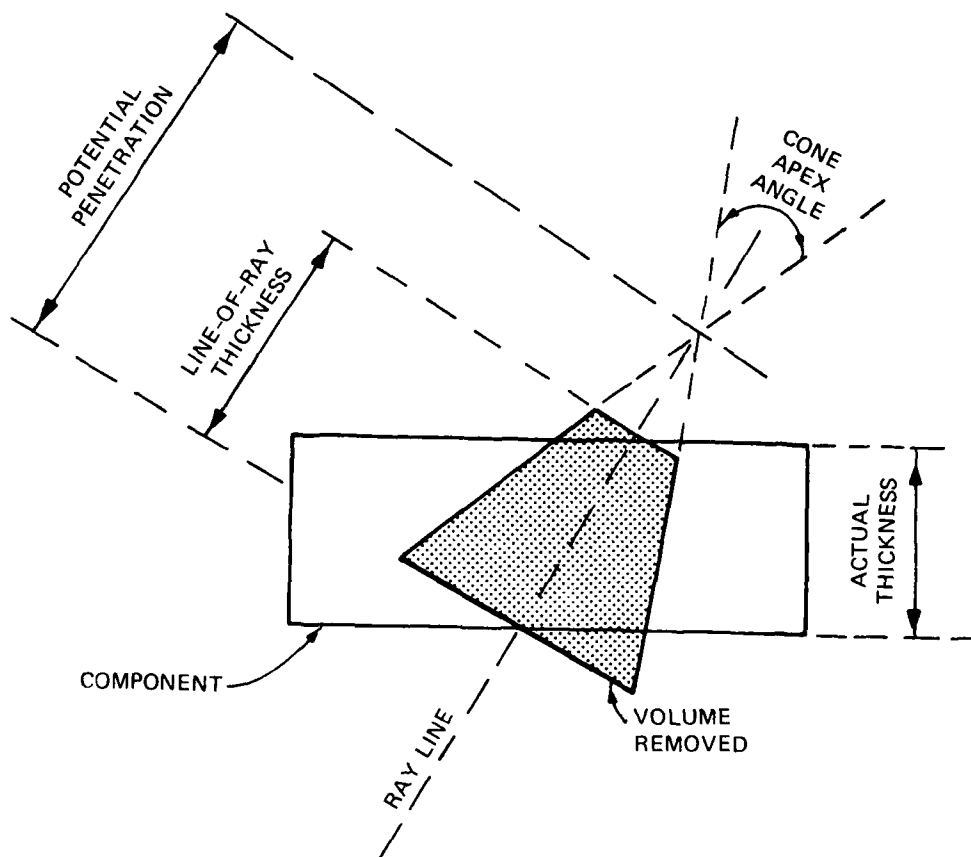 POTENTIAL
PENETRATION
LINE-OF-RAY
THICKNESS
CONE
APEX
ANGLE
ACTUAL
THICKNESS
COMPONENT
VOLUME
REMOVED
RAY LINE